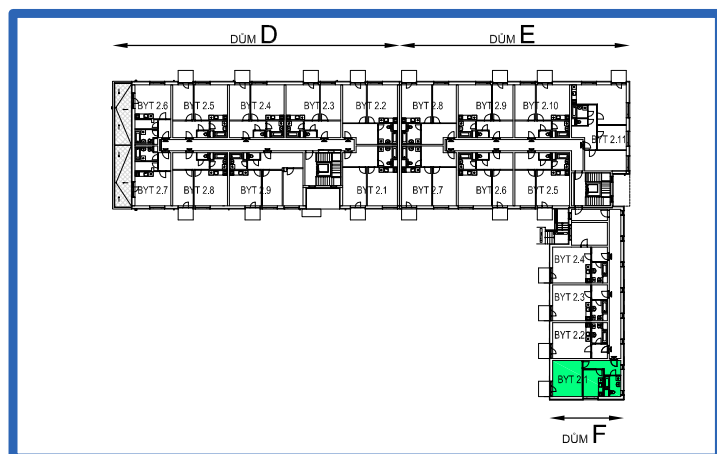 DŮM D DŮM E
BYT 2.6 BYT 2.5 BYT 2.4 BYT 2.3 BYT 2.2 BYT 2.8 BYT 2.9 BYT 2.10
BYT 2.11
BYT 2.7 BYT 2.8 BYT 2.9 BYT 2.1 BYT 2.7 BYT 2.6 BYT 2.5
BYT 2.4
BYT 2.3
BYT 2.2
BYT 2.1
DŮM F